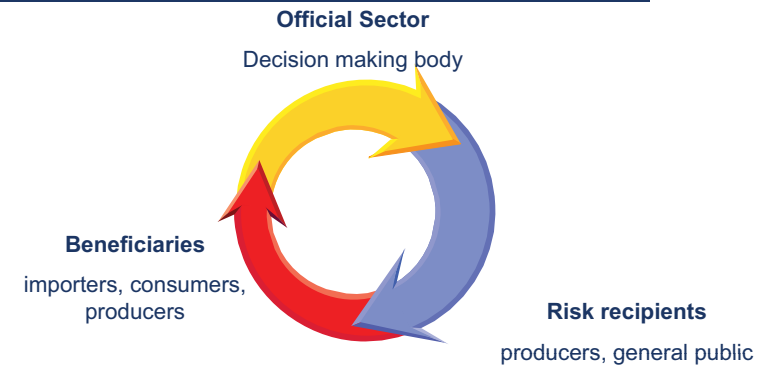 Official Sector
Decision making body
Beneficiaries
importers, consumers,
producers
Risk recipients
producers, general public